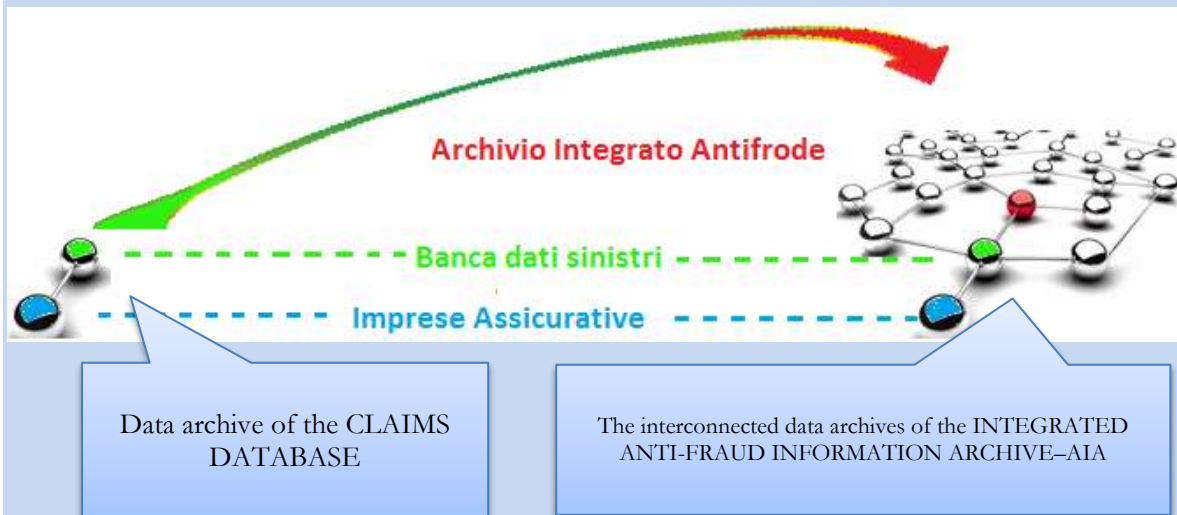 Archivio Integrato Antifrode
Banca dati sinistri
Imprese Assicurative
Data archive of the CLAIMS
DATABASE
The interconnected data archives of the INTEGRATED
ANTI-FRAUD INFORMATION ARCHIVE–AIA